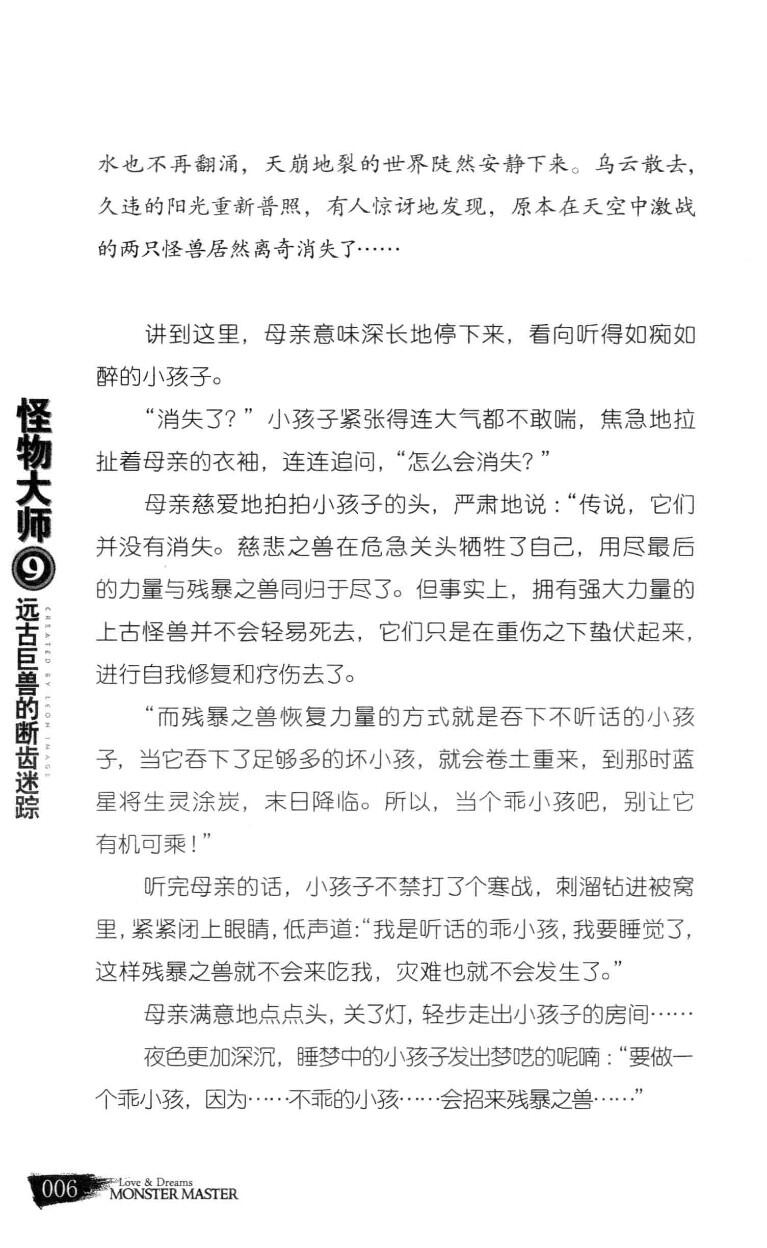 水也不再翻涌，天崩地裂的世界陡然安静下来。乌云散去，
久违的阳光重新普照，有人惊讶地发现，原本在天空中激战
的两只怪兽居然离奇消失了……
讲到这里，母亲意味深长地停下来，看向听得如痴如
醉的小孩子。
“消失了？”小孩子紧张得连大气都不敢喘，焦急地拉
扯着母亲的衣袖，连连追问，“怎么会消失？”
母亲慈爱地拍拍小孩子的头，严肃地说：“传说，它们
并没有消失。慈悲之兽在危急关头牺牲了自己，用尽最后
的力量与残暴之兽同归于尽了。但事实上，拥有强大力量的
上古怪兽并不会轻易死去，它们只是在重伤之下蛰伏起来，
进行自我修复和疗伤去了。
“而残暴之兽恢复力量的方式就是吞下不听话的小孩
子，当它吞下了足够多的坏小孩，就会卷土重来，到那时蓝
星将生灵涂炭，末日降临。所以，当个乖小孩吧，别让它
有机可乘！”
听完母亲的话，小孩子不禁打了个寒战，刺溜钻进被窝
里，紧紧闭上眼睛，低声道：“我是听话的乖小孩，我要睡觉了，
这样残暴之兽就不会来吃我，灾难也就不会发生了。”
母亲满意地点点头，关了灯，轻步走出小孩子的房间……
夜色更加深沉，睡梦中的小孩子发出梦呓的呢喃：“要做一
个乖小孩，因为……不乖的小孩……会招来残暴之兽……”
怪物大师⑨
远古巨兽的断齿迷踪
CREATED BY LEON IMAGE
006
Love & Dreams
MONSTER MASTER